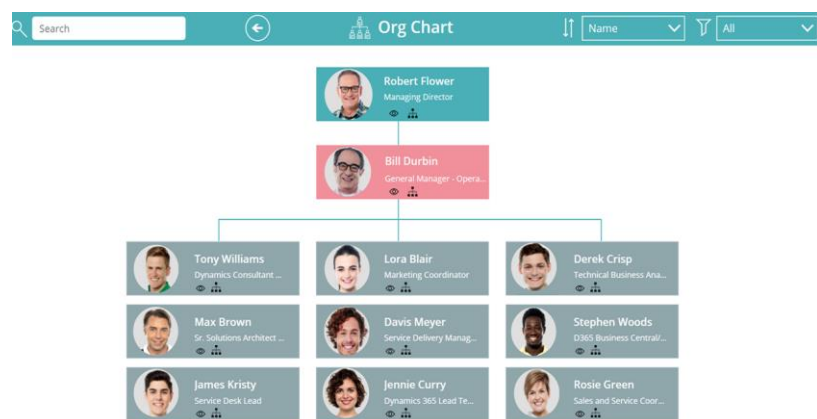 Search
Org Chart
Name
All
Robert Flower
Managing Director
Bill Durbin
General Manager - Opera...
Tony Williams
Dynamics Consultant ...
Lora Blair
Marketing Coordinator
Derek Crisp
Technical Business Ana...
Max Brown
Sr. Solutions Architect ...
Davis Meyer
Service Delivery Manag...
Stephen Woods
D365 Business Central/...
James Kristy
Service Desk Lead
Jennie Curry
Dynamics 365 Lead Te...
Rosie Green
Sales and Service Coor...